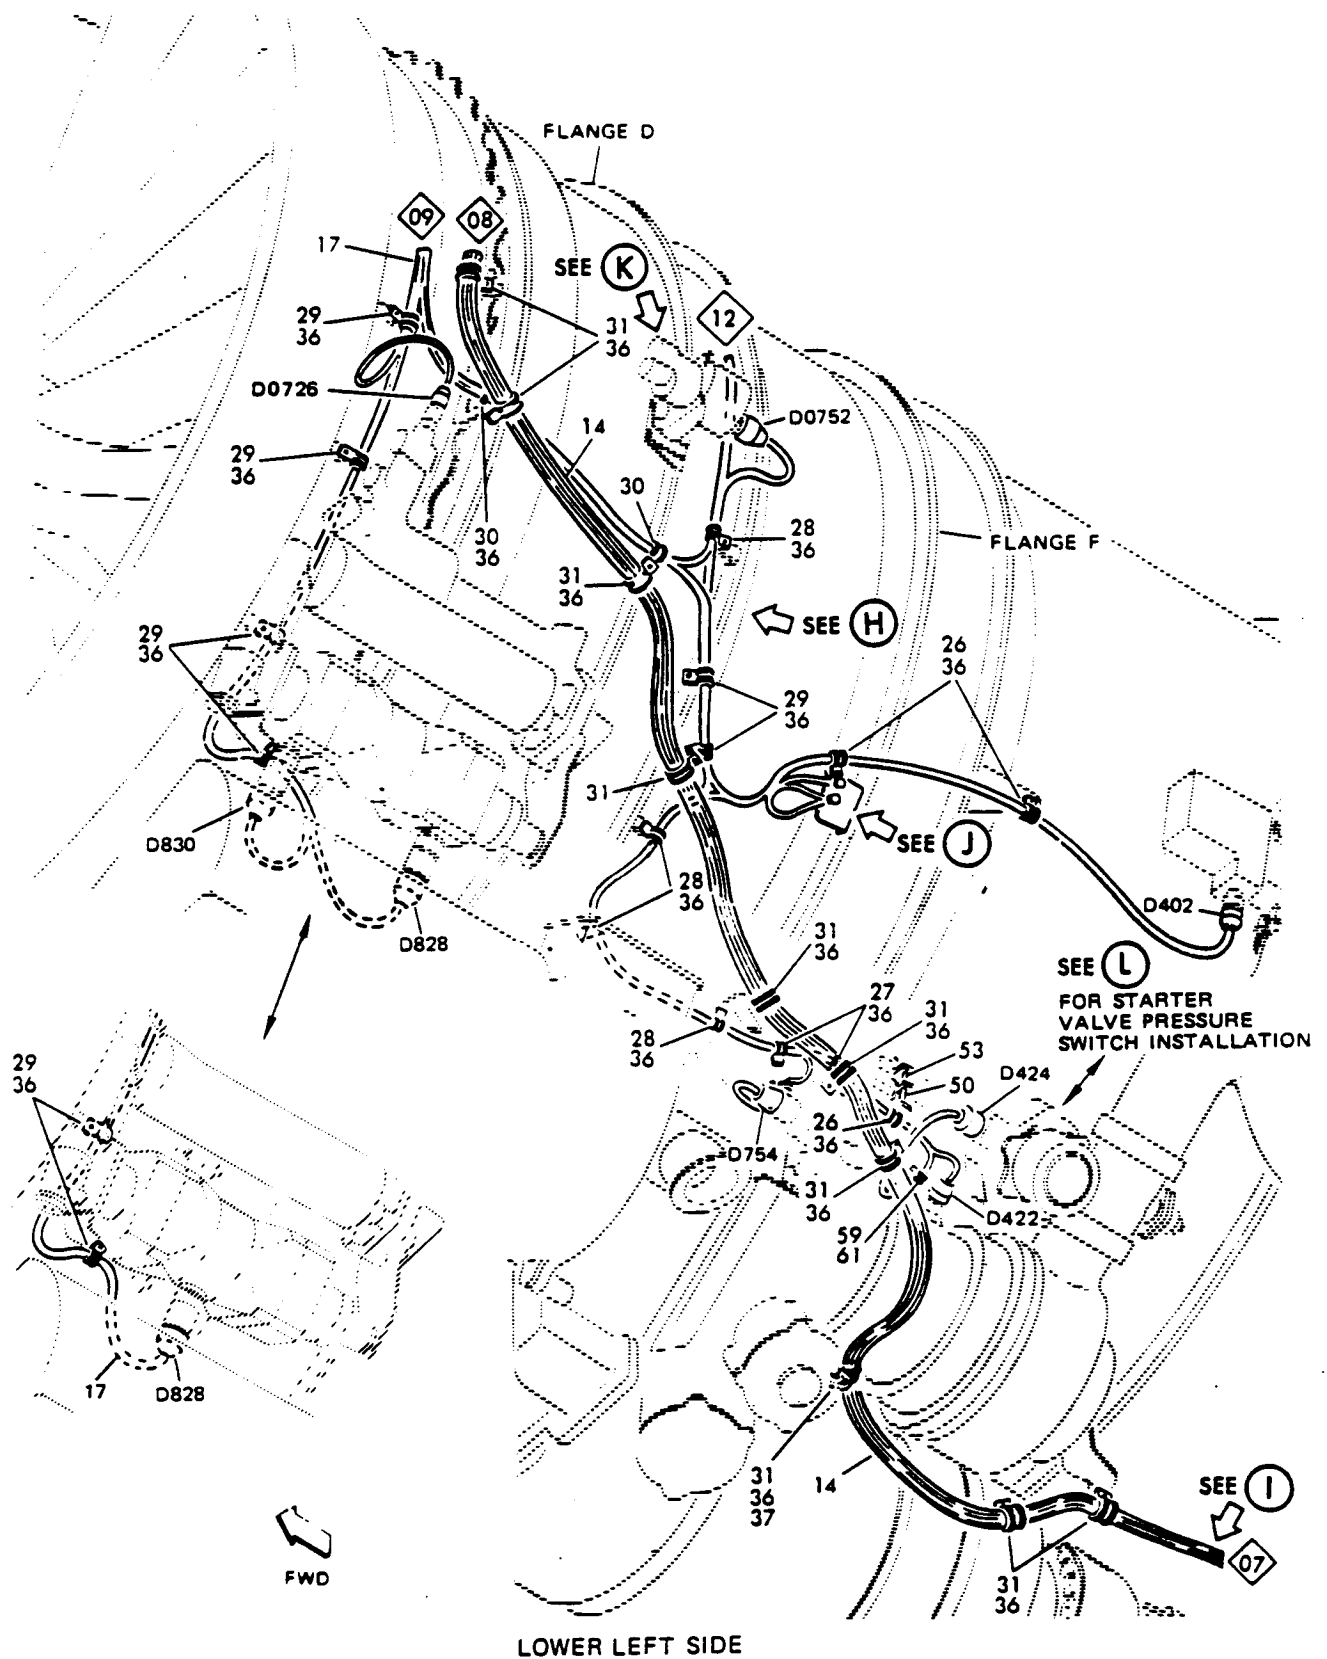 FLANGE D
09
08
17
SEE K
29
36
31
36
12
D0726
D0752
14
29
36
30
28
36
30
36
FLANGE F
31
36
SEE H
29
36
26
36
29
36
31
D830
SEE J
28
36
D402
D828
31
36
SEE L
FOR STARTER
VALVE PRESSURE
SWITCH INSTALLATION
27
36
31
36
28
36
53
D424
29
36
50
26
36
D754
31
36
D422
59
61
17
D828
31
36
37
14
SEE I
07
FWD
31
36
LOWER LEFT SIDE